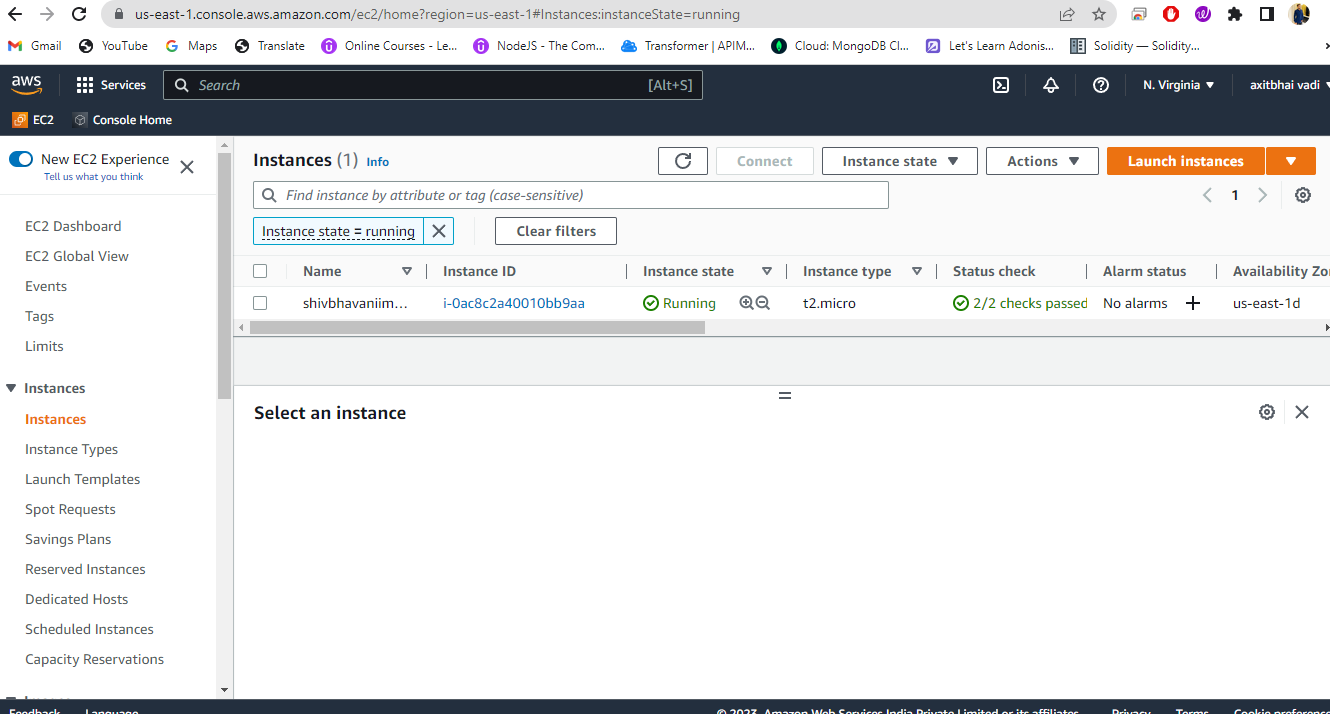 us-east-1.console.aws.amazon.com/ec2/home?region=us-east-1#Instances:instanceState=running
Gmail YouTube Maps Translate Online Courses - Le... NodeJS - The Com... Transformer | APIM... Cloud: MongoDB Cl... Let's Learn Adonis... Solidity — Solidity...
aws Services Search [Alt+S] N. Virginia axitbhai vadi
EC2 Console Home
New EC2 Experience
Tell us what you think
EC2 Dashboard
EC2 Global View
Events
Tags
Limits
Instances
Instances
Instance Types
Launch Templates
Spot Requests
Savings Plans
Reserved Instances
Dedicated Hosts
Scheduled Instances
Capacity Reservations
Images
Instances (1) Info Connect Instance state Actions Launch instances
Find instance by attribute or tag (case-sensitive) 1
Instance state = running Clear filters
Name Instance ID Instance state Instance type Status check Alarm status Availability Zo
shivbhavaniim... i-0ac8c2a40010bb9aa Running t2.micro 2/2 checks passed No alarms us-east-1d
Select an instance
Feedback Language © 2023, Amazon Web Services India Private Limited or its affiliates. Privacy Terms Cookie preference